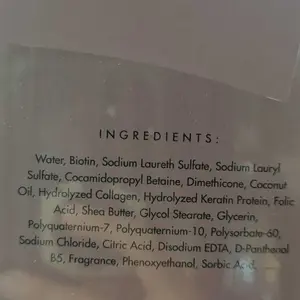 INGREDIENTS:
Water, Biotin, Sodium Laureth Sulfate, Sodium Lauryl
Sulfate, Cocamidopropyl Betaine, Dimethicone, Coconut
Oil, Hydrolyzed Collagen, Hydrolyzed Keratin Protein, Folic
Acid, Shea Butter, Glycol Stearate, Glycerin,
Polyquaternium-7, Polyquaternium-10, Polysorbate-60,
Sodium Chloride, Citric Acid, Disodium EDTA, D-Panthenol
B5, Fragrance, Phenoxyethanol, Sorbic Acid.